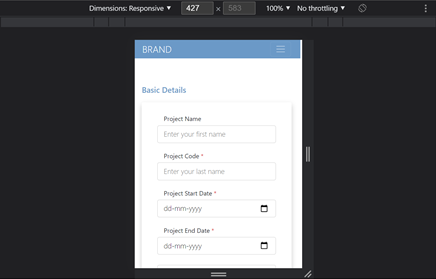 Dimensions: Responsive ▼ 427 × 583 100% ▼ No throttling ▼
BRAND
Basic Details
Project Name
Enter your first name
Project Code *
Enter your last name
Project Start Date *
dd-mm-yyyy
Project End Date *
dd-mm-yyyy